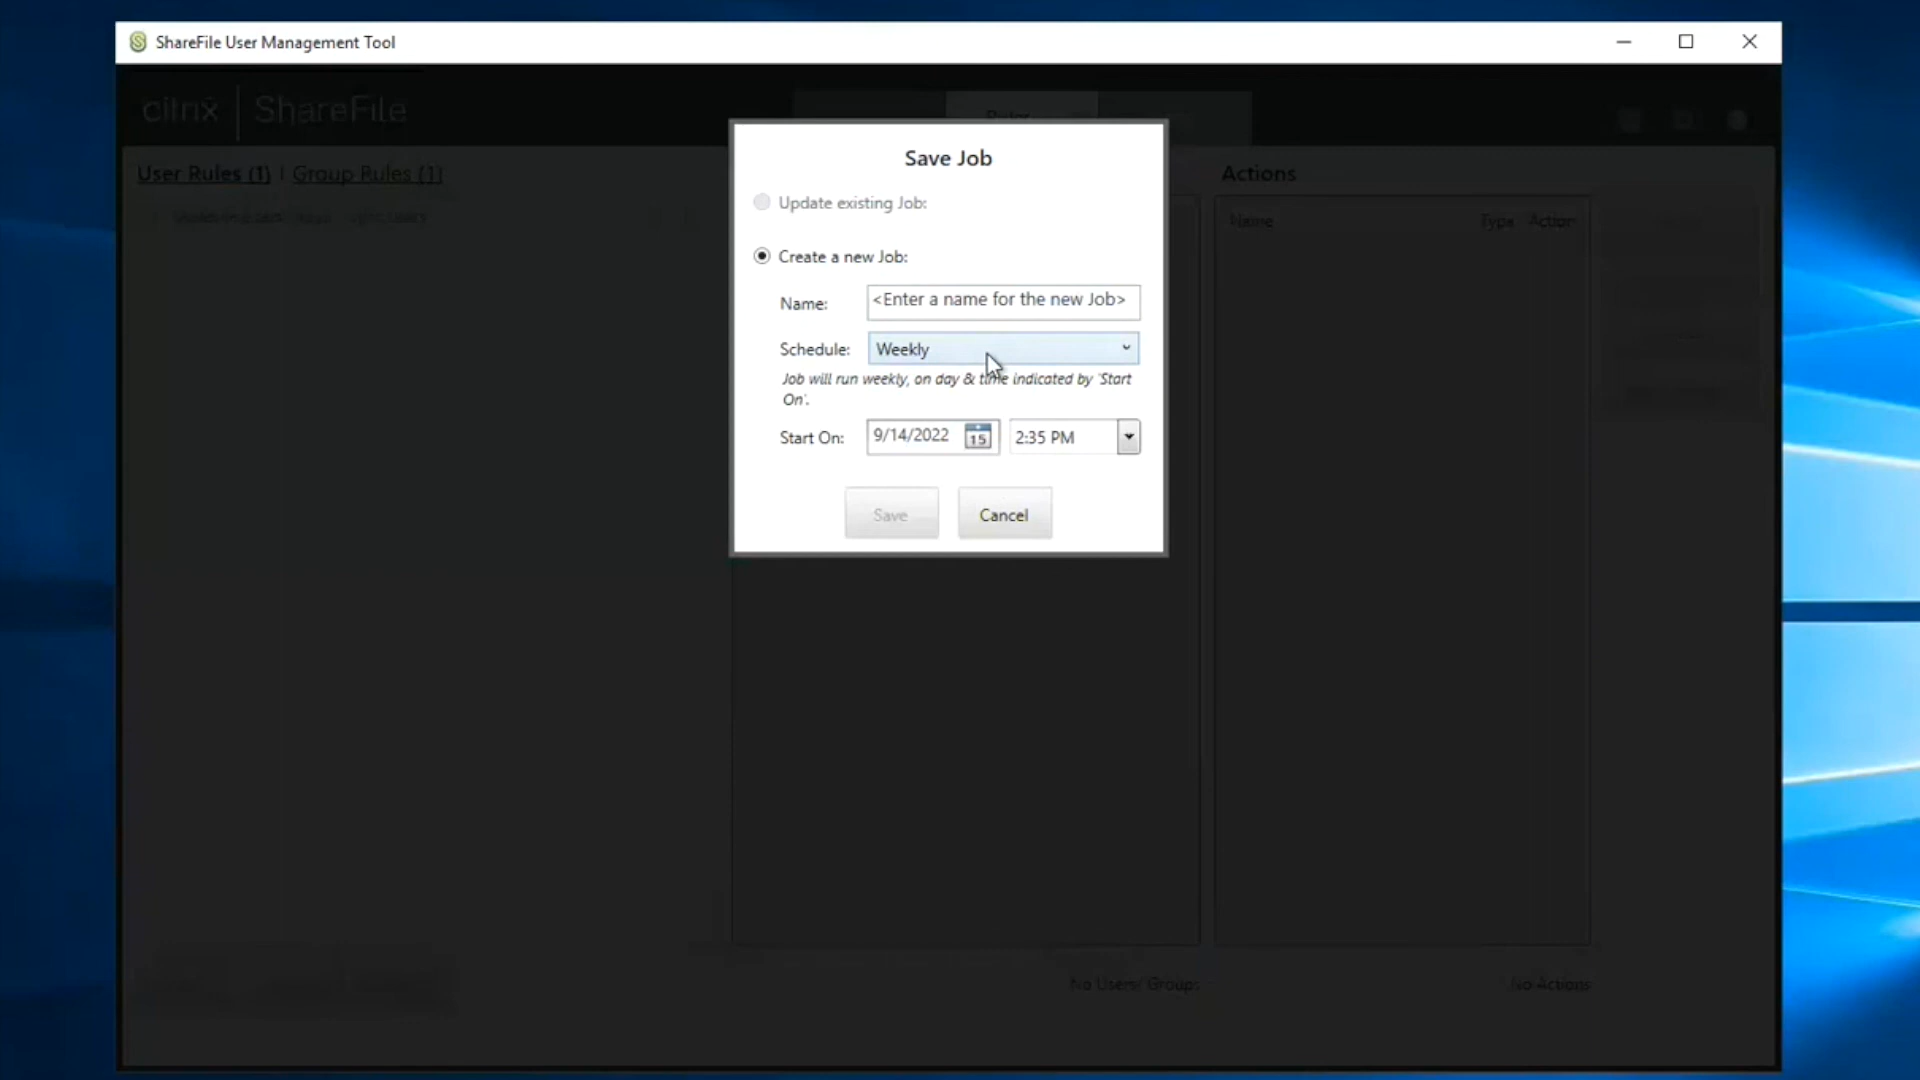 ShareFile User Management Tool
citrix | ShareFile
Rules
User Rules (1) | Group Rules (1)
Actions
Name Type Action
Save Job
Update existing Job:
Create a new Job:
Name: <Enter a name for the new Job>
Schedule: Weekly
Job will run weekly, on day & time indicated by 'Start
On'.
Start On: 9/14/2022 15 2:35 PM
Save Cancel
No Users/ Groups
No Actions